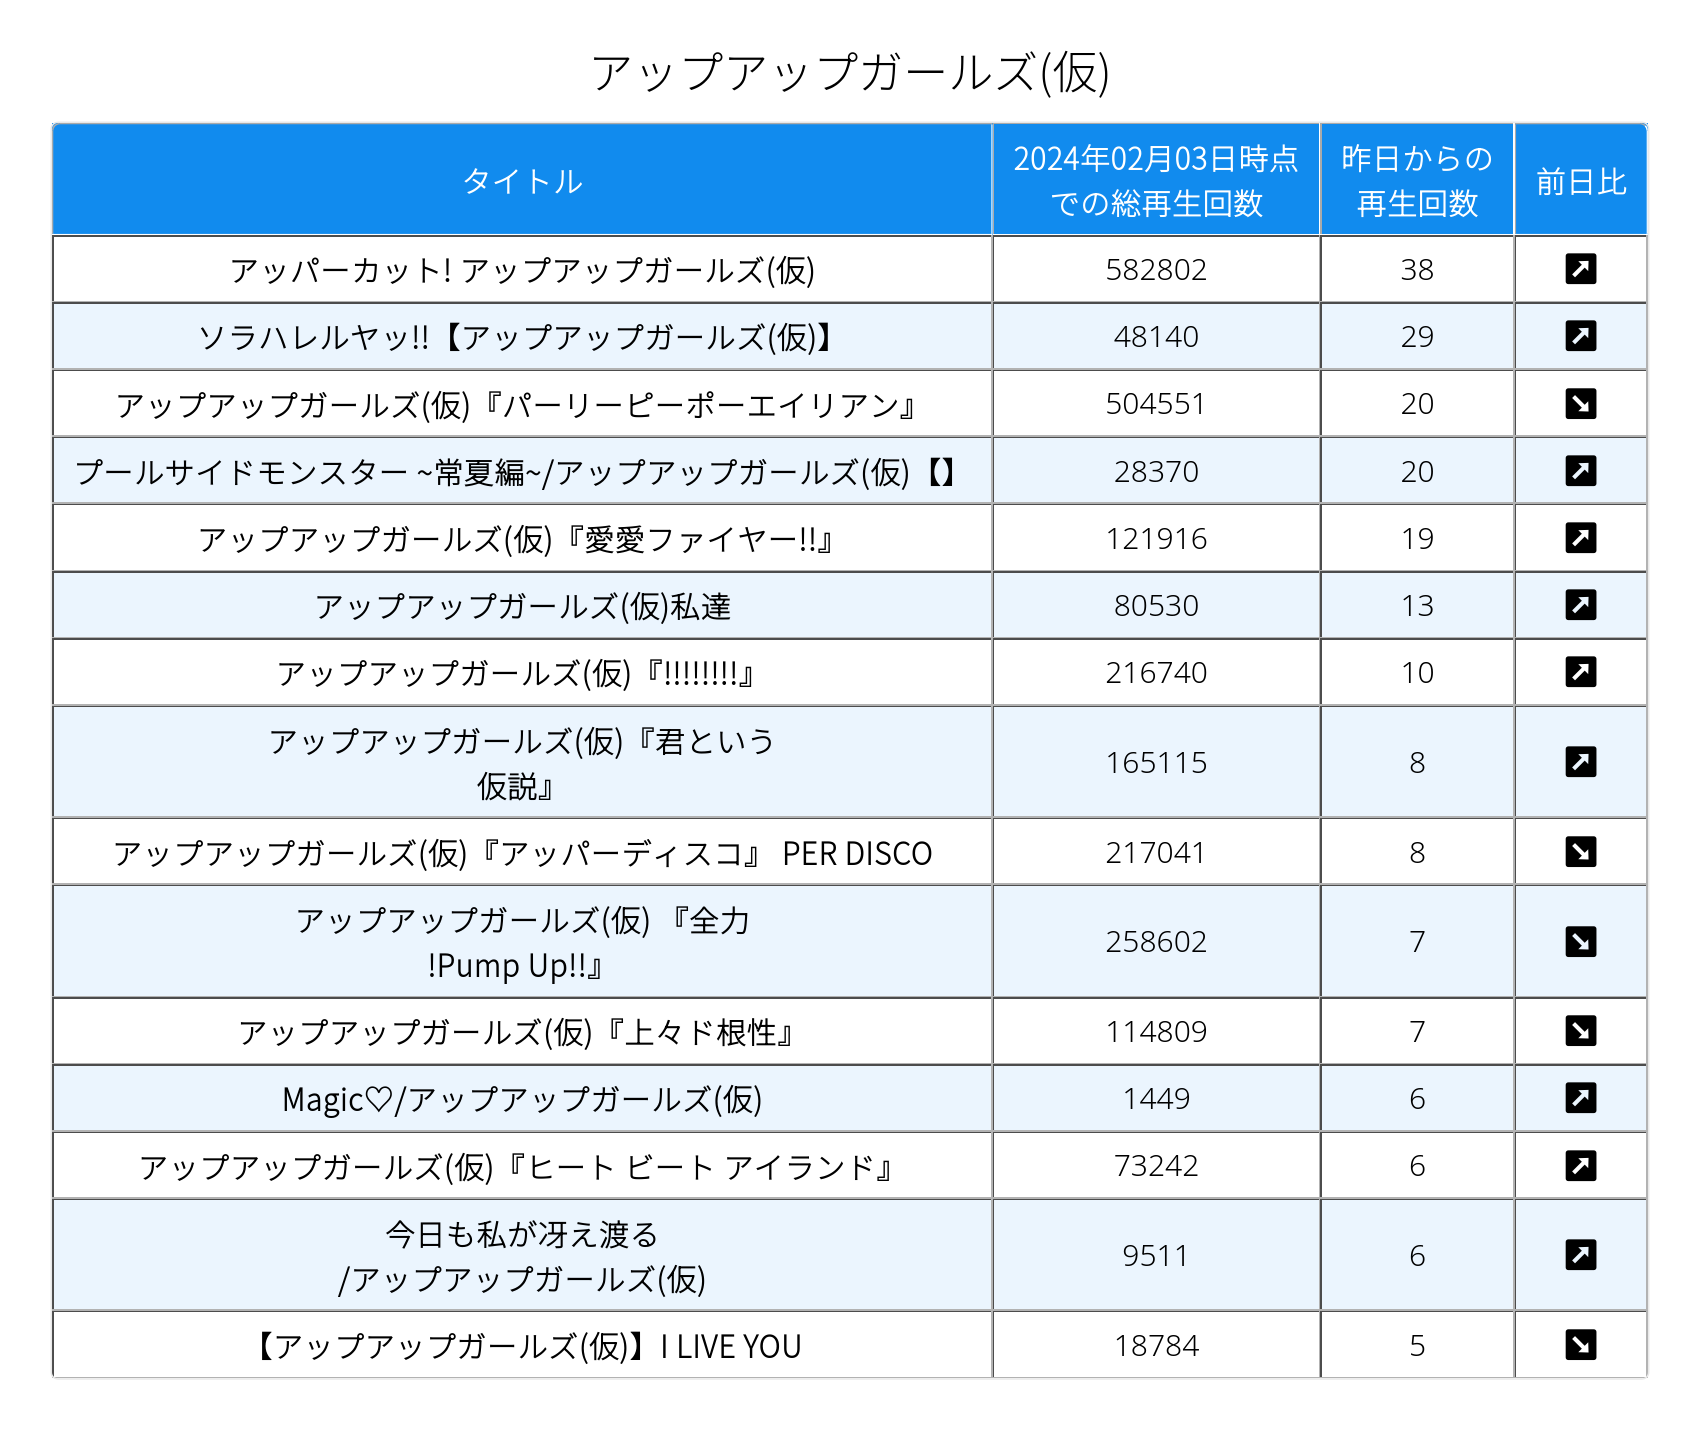 アップアップガールズ(仮)
タイトル
2024年02月03日時点
での総再生回数
昨日からの
再生回数
前日比
アッパーカット! アップアップガールズ(仮) 582802 38 ↗
ソラハレルヤッ!!【アップアップガールズ(仮)】 48140 29 ↗
アップアップガールズ(仮)『パーリーピーポーエイリアン』 504551 20 ↘
プールサイドモンスター ~常夏編~/アップアップガールズ(仮)【】 28370 20 ↗
アップアップガールズ(仮)『愛愛ファイヤー!!』 121916 19 ↗
アップアップガールズ(仮)私達 80530 13 ↗
アップアップガールズ(仮)『!!!!!!!!』 216740 10 ↗
アップアップガールズ(仮)『君という
仮説』 165115 8 ↗
アップアップガールズ(仮)『アッパーディスコ』 PER DISCO 217041 8 ↘
アップアップガールズ(仮) 『全力
!Pump Up!!』 258602 7 ↘
アップアップガールズ(仮)『上々ド根性』 114809 7 ↘
Magic♡/アップアップガールズ(仮) 1449 6 ↗
アップアップガールズ(仮)『ヒート ビート アイランド』 73242 6 ↗
今日も私が冴え渡る
/アップアップガールズ(仮) 9511 6 ↗
【アップアップガールズ(仮)】I LIVE YOU 18784 5 ↘